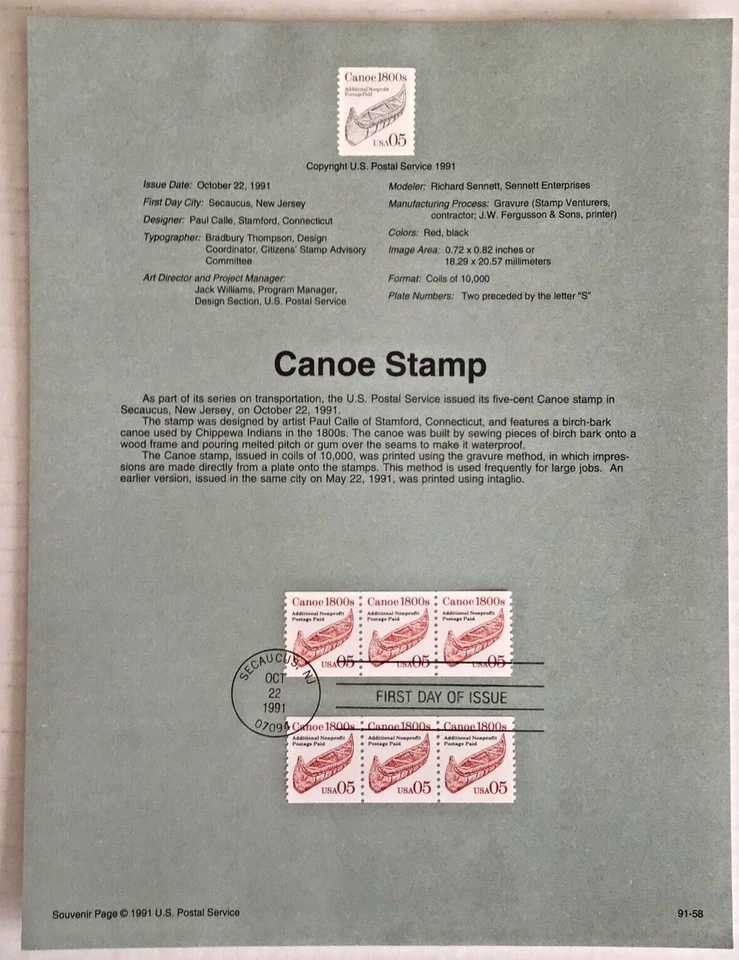 Canoe 1800s
Additional Nonprofit
Postage Paid
USA 05
Copyright U.S. Postal Service 1991
Issue Date: October 22, 1991
First Day City: Secaucus, New Jersey
Designer: Paul Calle, Stamford, Connecticut
Typographer: Bradbury Thompson, Design
Coordinator, Citizens' Stamp Advisory
Committee
Art Director and Project Manager:
Jack Williams, Program Manager,
Design Section, U.S. Postal Service
Modeler: Richard Sennett, Sennett Enterprises
Manufacturing Process: Gravure (Stamp Venturers,
contractor; J.W. Fergusson & Sons, printer)
Colors: Red, black
Image Area: 0.72 x 0.82 inches or
18.29 x 20.57 millimeters
Format: Coils of 10,000
Plate Numbers: Two preceded by the letter "S"
Canoe Stamp
As part of its series on transportation, the U.S. Postal Service issued its five-cent Canoe stamp in
Secaucus, New Jersey, on October 22, 1991.
The stamp was designed by artist Paul Calle of Stamford, Connecticut, and features a birch-bark
canoe used by Chippewa Indians in the 1800s. The canoe was built by sewing pieces of birch bark onto a
wood frame and pouring melted pitch or gum over the seams to make it waterproof.
The Canoe stamp, issued in coils of 10,000, was printed using the gravure method, in which impres-
sions are made directly from a plate onto the stamps. This method is used frequently for large jobs. An
earlier version, issued in the same city on May 22, 1991, was printed using intaglio.
Canoe 1800s Canoe 1800s Canoe 1800s
Additional Nonprofit Additional Nonprofit Additional Nonprofit
Postage Paid Postage Paid Postage Paid
USA 05 USA 05 USA 05
SECAUCUS, NJ
OCT
22
1991
07094
FIRST DAY OF ISSUE
Canoe 1800s Canoe 1800s Canoe 1800s
Additional Nonprofit Additional Nonprofit Additional Nonprofit
Postage Paid Postage Paid Postage Paid
USA 05 USA 05 USA 05
Souvenir Page © 1991 U.S. Postal Service
91-58